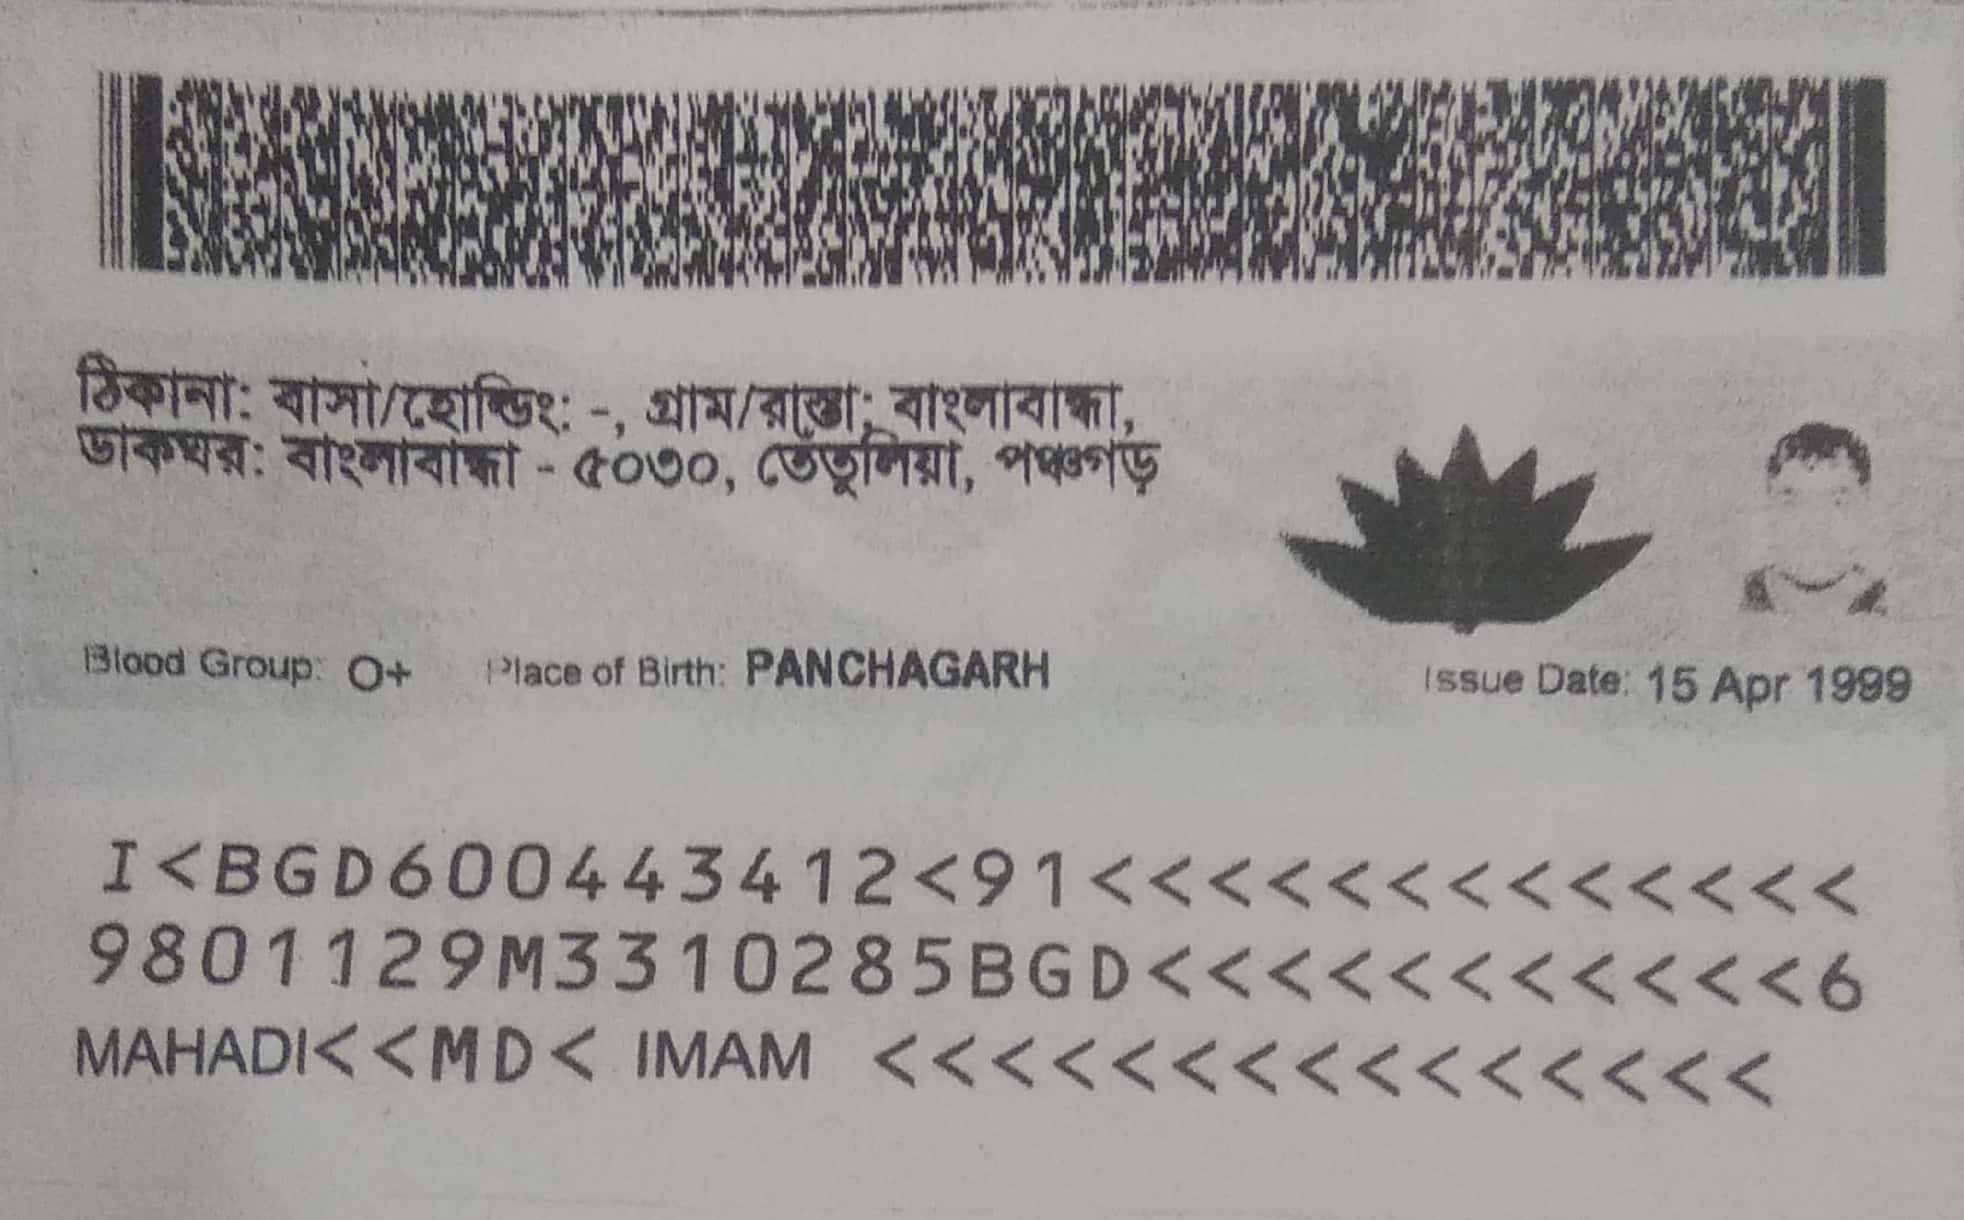 ঠিকানা: বাসা/হোল্ডিং: -, গ্রাম/রাস্তা: বাংলাবান্ধা,
ডাকঘর: বাংলাবান্ধা - ৫০৩০, তেঁতুলিয়া, পঞ্চগড়
Blood Group: O+ Place of Birth: PANCHAGARH Issue Date: 15 Apr 1999
I<BGD600443412<91<<<<<<<<<<<<<
9801129M3310285BGD<<<<<<<<<<<6
MAHADI<<MD< IMAM <<<<<<<<<<<<<<<